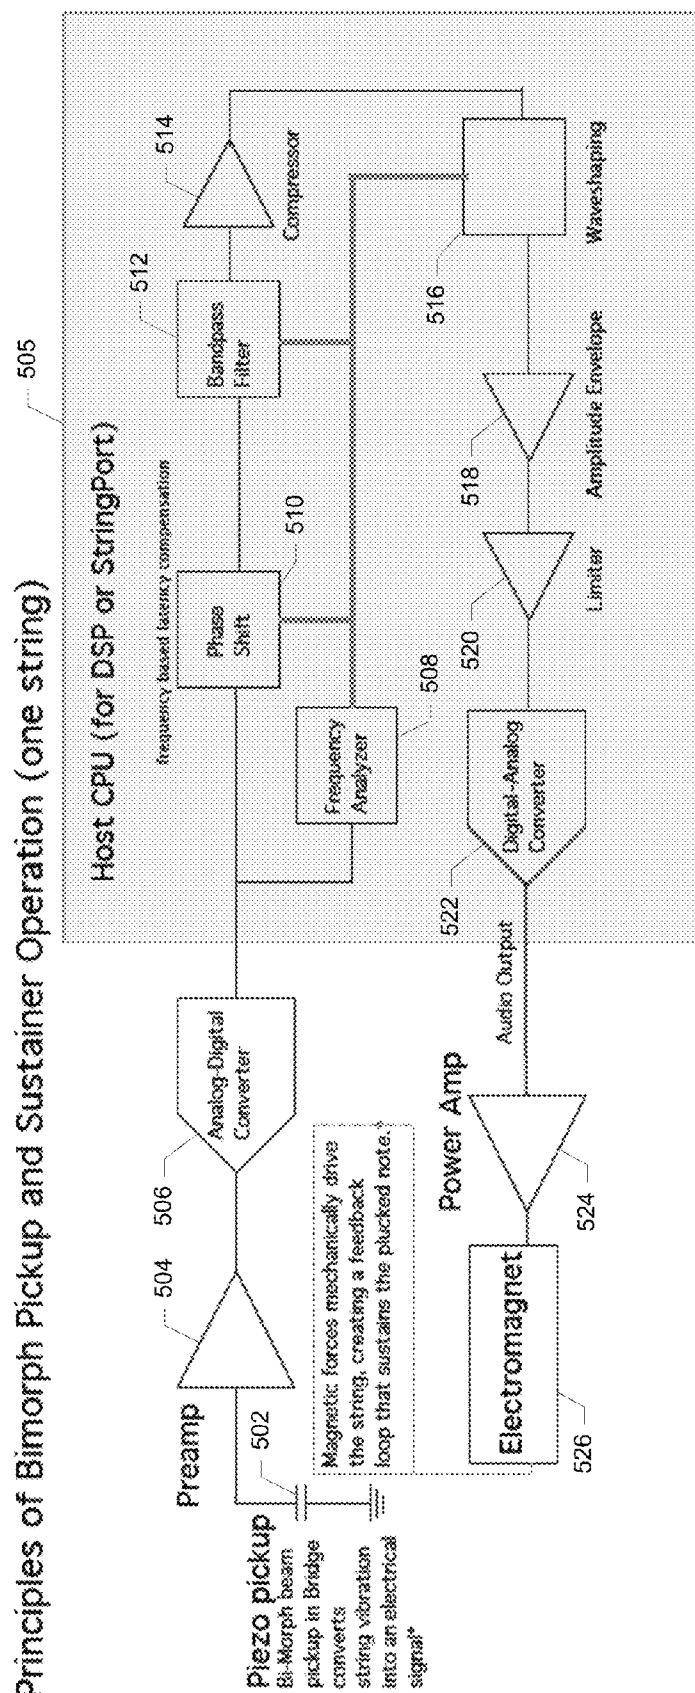 Principles of Bimorph Pickup and Sustainer Operation (one string)
505
Host CPU (for DSP or StringPort)
frequency based latency compensation
Piezo pickup
Bi-Morph beam
pickup in Bridge
converts
string vibration
into an electrical
signal*
502
Preamp
504
506
Analog-Digital
Converter
Phase
Shift
510
Bandpass
Filter
512
514
Compressor
Frequency
Analyzer
508
516
Waveshaping
518
Amplitude Envelope
520
Limiter
Digital-Analog
Converter
522
Audio Output
Power Amp
524
Electromagnet
526
Magnetic forces mechanically drive
the string, creating a feedback
loop that sustains the plucked note.*